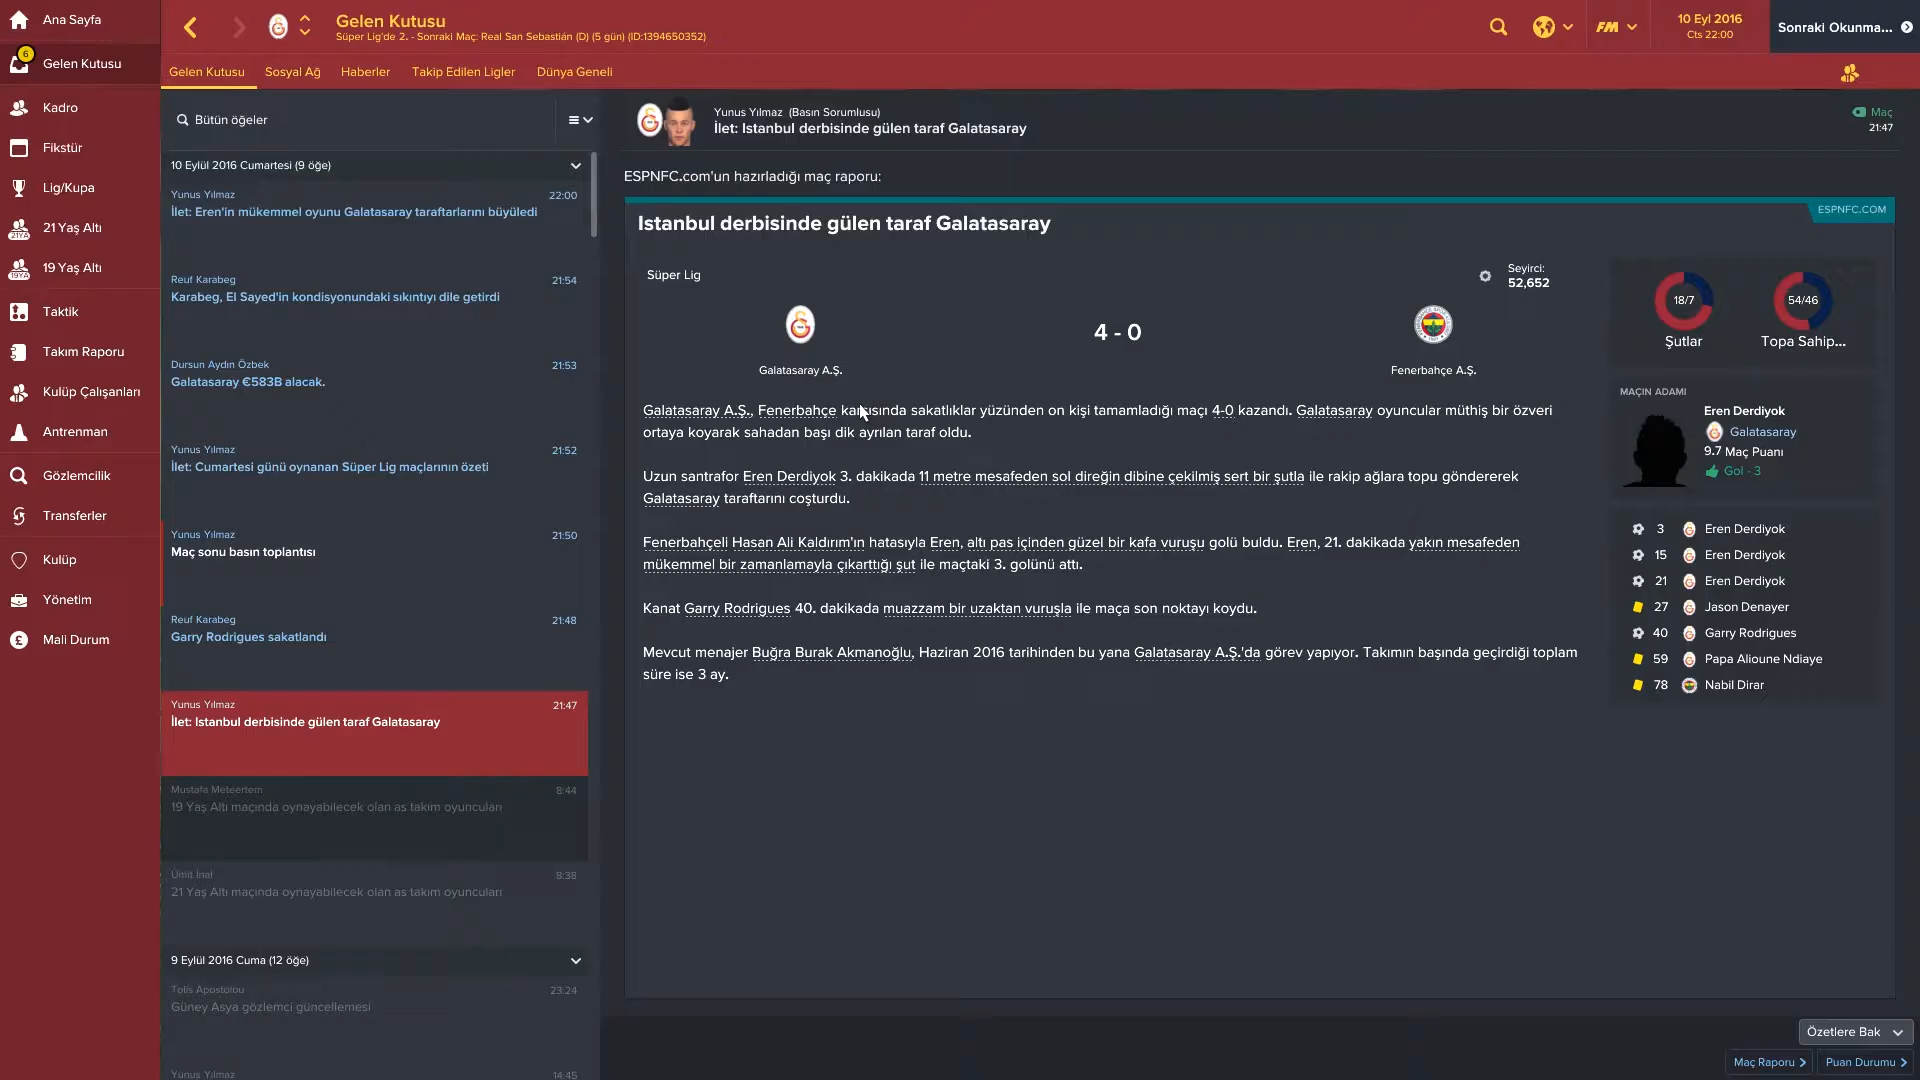 Ana Sayfa
6
Gelen Kutusu
Kadro
Fikstür
Lig/Kupa
21 Yaş Altı
19 Yaş Altı
Taktik
Takım Raporu
Kulüp Çalışanları
Antrenman
Gözlemcilik
Transferler
Kulüp
Yönetim
Mali Durum
Gelen Kutusu
Süper Lig'de 2. - Sonraki Maç: Real San Sebastián (D) (5 gün) (ID:1394650352)
FM
10 Eyl 2016
Cts 22:00
Sonraki Okunma...
Gelen Kutusu
Sosyal Ağ
Haberler
Takip Edilen Ligler
Dünya Geneli
Bütün öğeler
10 Eylül 2016 Cumartesi (9 öğe)
Yunus Yılmaz 22:00
İlet: Eren'in mükemmel oyunu Galatasaray taraftarlarını büyüledi
Reuf Karabeg 21:54
Karabeg, El Sayed'in kondisyonundaki sıkıntıyı dile getirdi
Dursun Aydın Özbek 21:53
Galatasaray €583B alacak.
Yunus Yılmaz 21:52
İlet: Cumartesi günü oynanan Süper Lig maçlarının özeti
Yunus Yılmaz 21:50
Maç sonu basın toplantısı
Reuf Karabeg 21:48
Garry Rodrigues sakatlandı
Yunus Yılmaz 21:47
İlet: Istanbul derbisinde gülen taraf Galatasaray
Mustafa Meteertem 8:44
19 Yaş Altı maçında oynayabilecek olan as takım oyuncuları
Ümit İnal 8:38
21 Yaş Altı maçında oynayabilecek olan as takım oyuncuları
9 Eylül 2016 Cuma (12 öğe)
Tolis Apostolou 23:24
Güney Asya gözlemci güncellemesi
Yunus Yılmaz 14:45
Yunus Yılmaz (Basın Sorumlusu)
İlet: Istanbul derbisinde gülen taraf Galatasaray
Maç
21:47
ESPNFC.com'un hazırladığı maç raporu:
ESPNFC.COM
Istanbul derbisinde gülen taraf Galatasaray
Süper Lig
Seyirci:
52,652
4 - 0
Galatasaray A.Ş.
Fenerbahçe A.Ş.
Galatasaray A.Ş., Fenerbahçe karşısında sakatlıklar yüzünden on kişi tamamladığı maçı 4-0 kazandı. Galatasaray oyuncular müthiş bir özveri
ortaya koyarak sahadan başı dik ayrılan taraf oldu.
Uzun santrafor Eren Derdiyok 3. dakikada 11 metre mesafeden sol direğin dibine çekilmiş sert bir şutla ile rakip ağlara topu göndererek
Galatasaray taraftarını coşturdu.
Fenerbahçeli Hasan Ali Kaldırım'ın hatasıyla Eren, altı pas içinden güzel bir kafa vuruşu golü buldu. Eren, 21. dakikada yakın mesafeden
mükemmel bir zamanlamayla çıkarttığı şut ile maçtaki 3. golünü attı.
Kanat Garry Rodrigues 40. dakikada muazzam bir uzaktan vuruşla ile maça son noktayı koydu.
Mevcut menajer Buğra Burak Akmanoğlu, Haziran 2016 tarihinden bu yana Galatasaray A.Ş.'da görev yapıyor. Takımın başında geçirdiği toplam
süre ise 3 ay.
18/7
Şutlar
54/46
Topa Sahip...
MAÇIN ADAMI
Eren Derdiyok
Galatasaray
9.7 Maç Puanı
Gol - 3
3 Eren Derdiyok
15 Eren Derdiyok
21 Eren Derdiyok
27 Jason Denayer
40 Garry Rodrigues
59 Papa Alioune Ndiaye
78 Nabil Dirar
Özetlere Bak
Maç Raporu
Puan Durumu